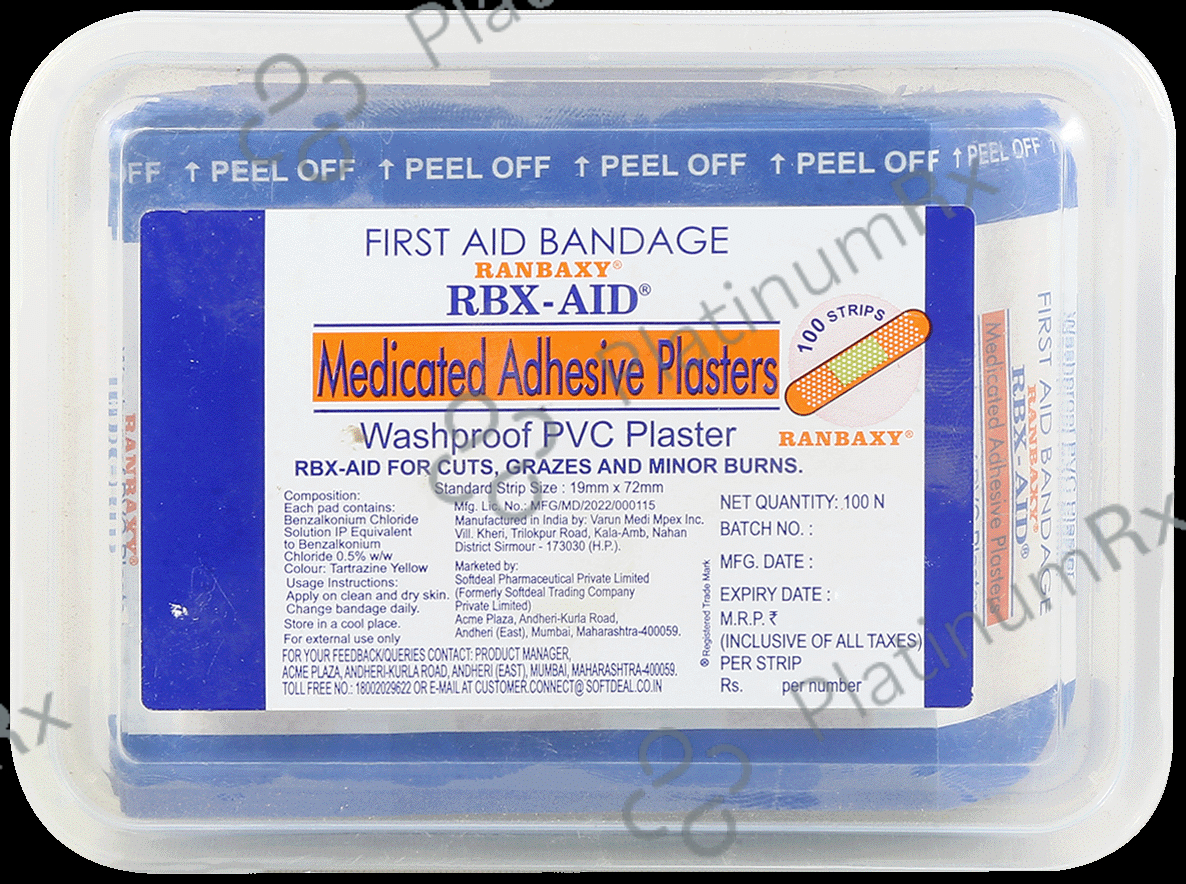 FF ↑ PEEL OFF ↑ PEEL OFF ↑ PEEL OFF ↑ PEEL OFF ↑ PEEL OFF ↑
FIRST AID BANDAGE
RANBAXY®
RBX-AID®
Medicated Adhesive Plasters
100 STRIPS
RANBAXY®
Washproof PVC Plaster
RBX-AID FOR CUTS, GRAZES AND MINOR BURNS.
Standard Strip Size : 19mm x 72mm
Composition:
Each pad contains:
Benzalkonium Chloride
Solution IP Equivalent
to Benzalkonium
Chloride 0.5% w/w
Colour: Tartrazine Yellow
Usage Instructions:
Apply on clean and dry skin.
Change bandage daily.
Store in a cool place.
For external use only
Mfg. Lic. No.: MFG/MD/2022/000115
Manufactured in India by: Varun Medi Mpex Inc.
Vill. Kheri, Trilokpur Road, Kala-Amb, Nahan
District Sirmour - 173030 (H.P.).
Marketed by:
Softdeal Pharmaceutical Private Limited
(Formerly Softdeal Trading Company
Private Limited)
Acme Plaza, Andheri-Kurla Road,
Andheri (East), Mumbai, Maharashtra-400059.
FOR YOUR FEEDBACK/QUERIES CONTACT: PRODUCT MANAGER,
ACME PLAZA, ANDHERI-KURLA ROAD, ANDHERI (EAST), MUMBAI, MAHARASHTRA-400059.
TOLL FREE NO.: 18002029622 OR E-MAIL AT CUSTOMER.CONNECT@SOFTDEAL.CO.IN
® Registered Trade Mark
NET QUANTITY: 100 N
BATCH NO. :
MFG. DATE :
EXPIRY DATE :
M.R.P. ₹
(INCLUSIVE OF ALL TAXES)
PER STRIP
Rs. per number
FIRST AID BANDAGE
RANBAXY®
RBX-AID®
Medicated Adhesive Plasters
RANBAXY®
PlatinumRx
PlatinumRx
PlatinumRx
Rx